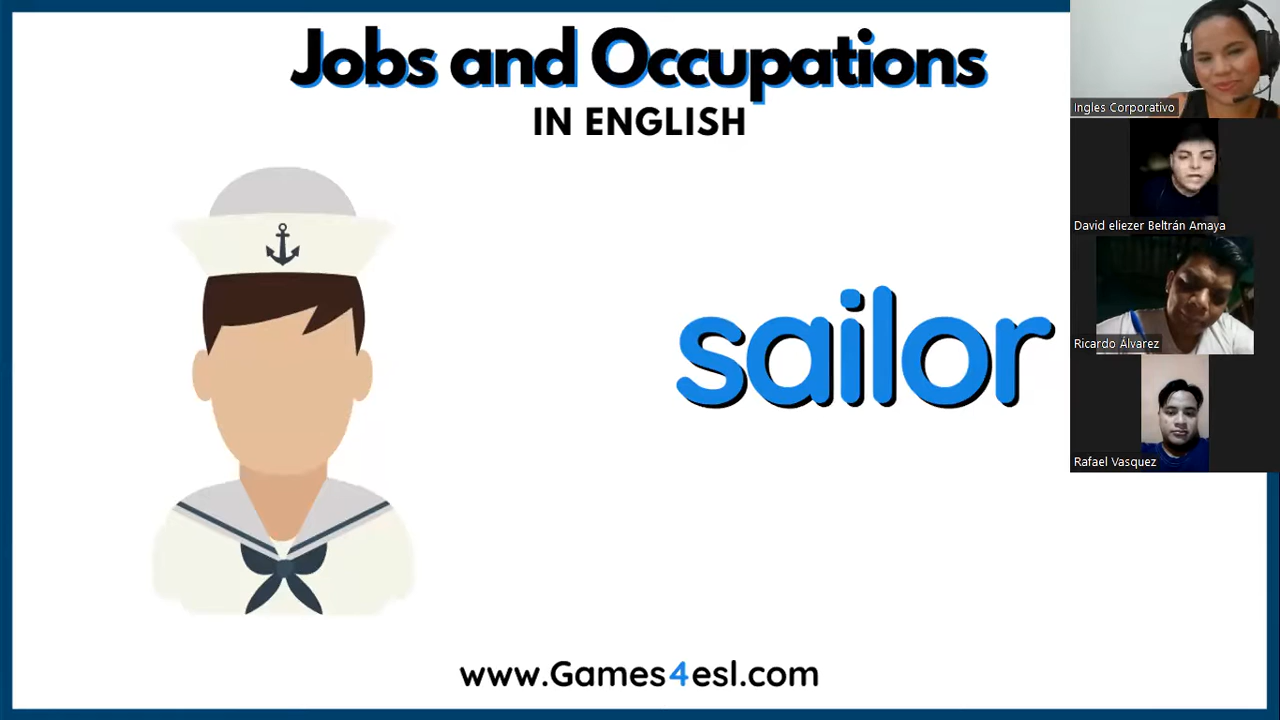 Jobs and Occupations
IN ENGLISH
sailor
www.Games4esl.com
Ingles Corporativo
David eliezer Beltrán Amaya
Ricardo Álvarez
Rafael Vasquez